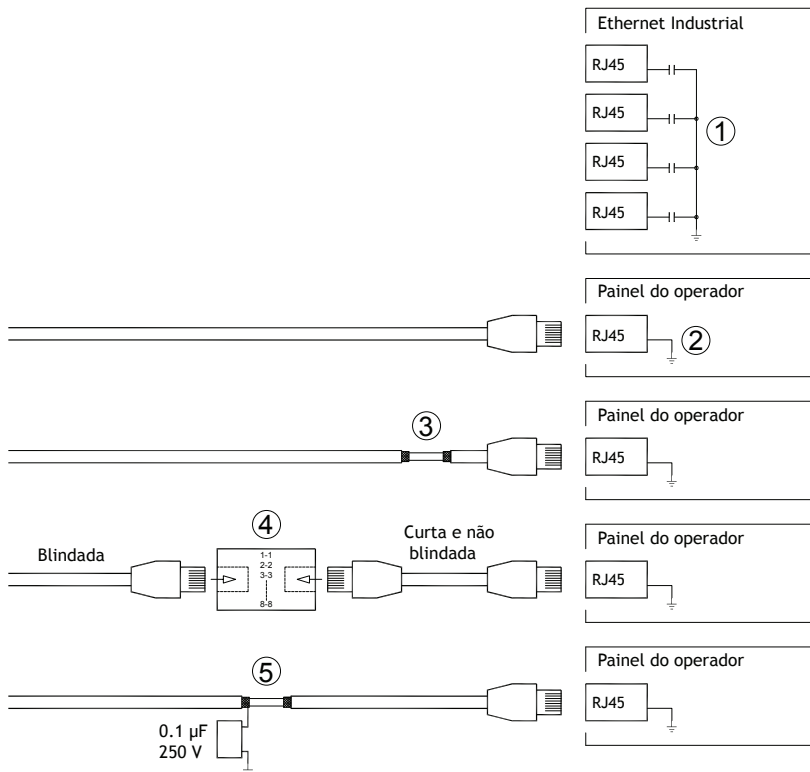 Ethernet Industrial
RJ45
RJ45
1
RJ45
RJ45
Painel do operador
RJ45
2
Painel do operador
3
RJ45
4
Painel do operador
Blindada
1-1
2-2
3-3
8-8
Curta e não
blindada
RJ45
Painel do operador
5
RJ45
0.1 µF
250 V